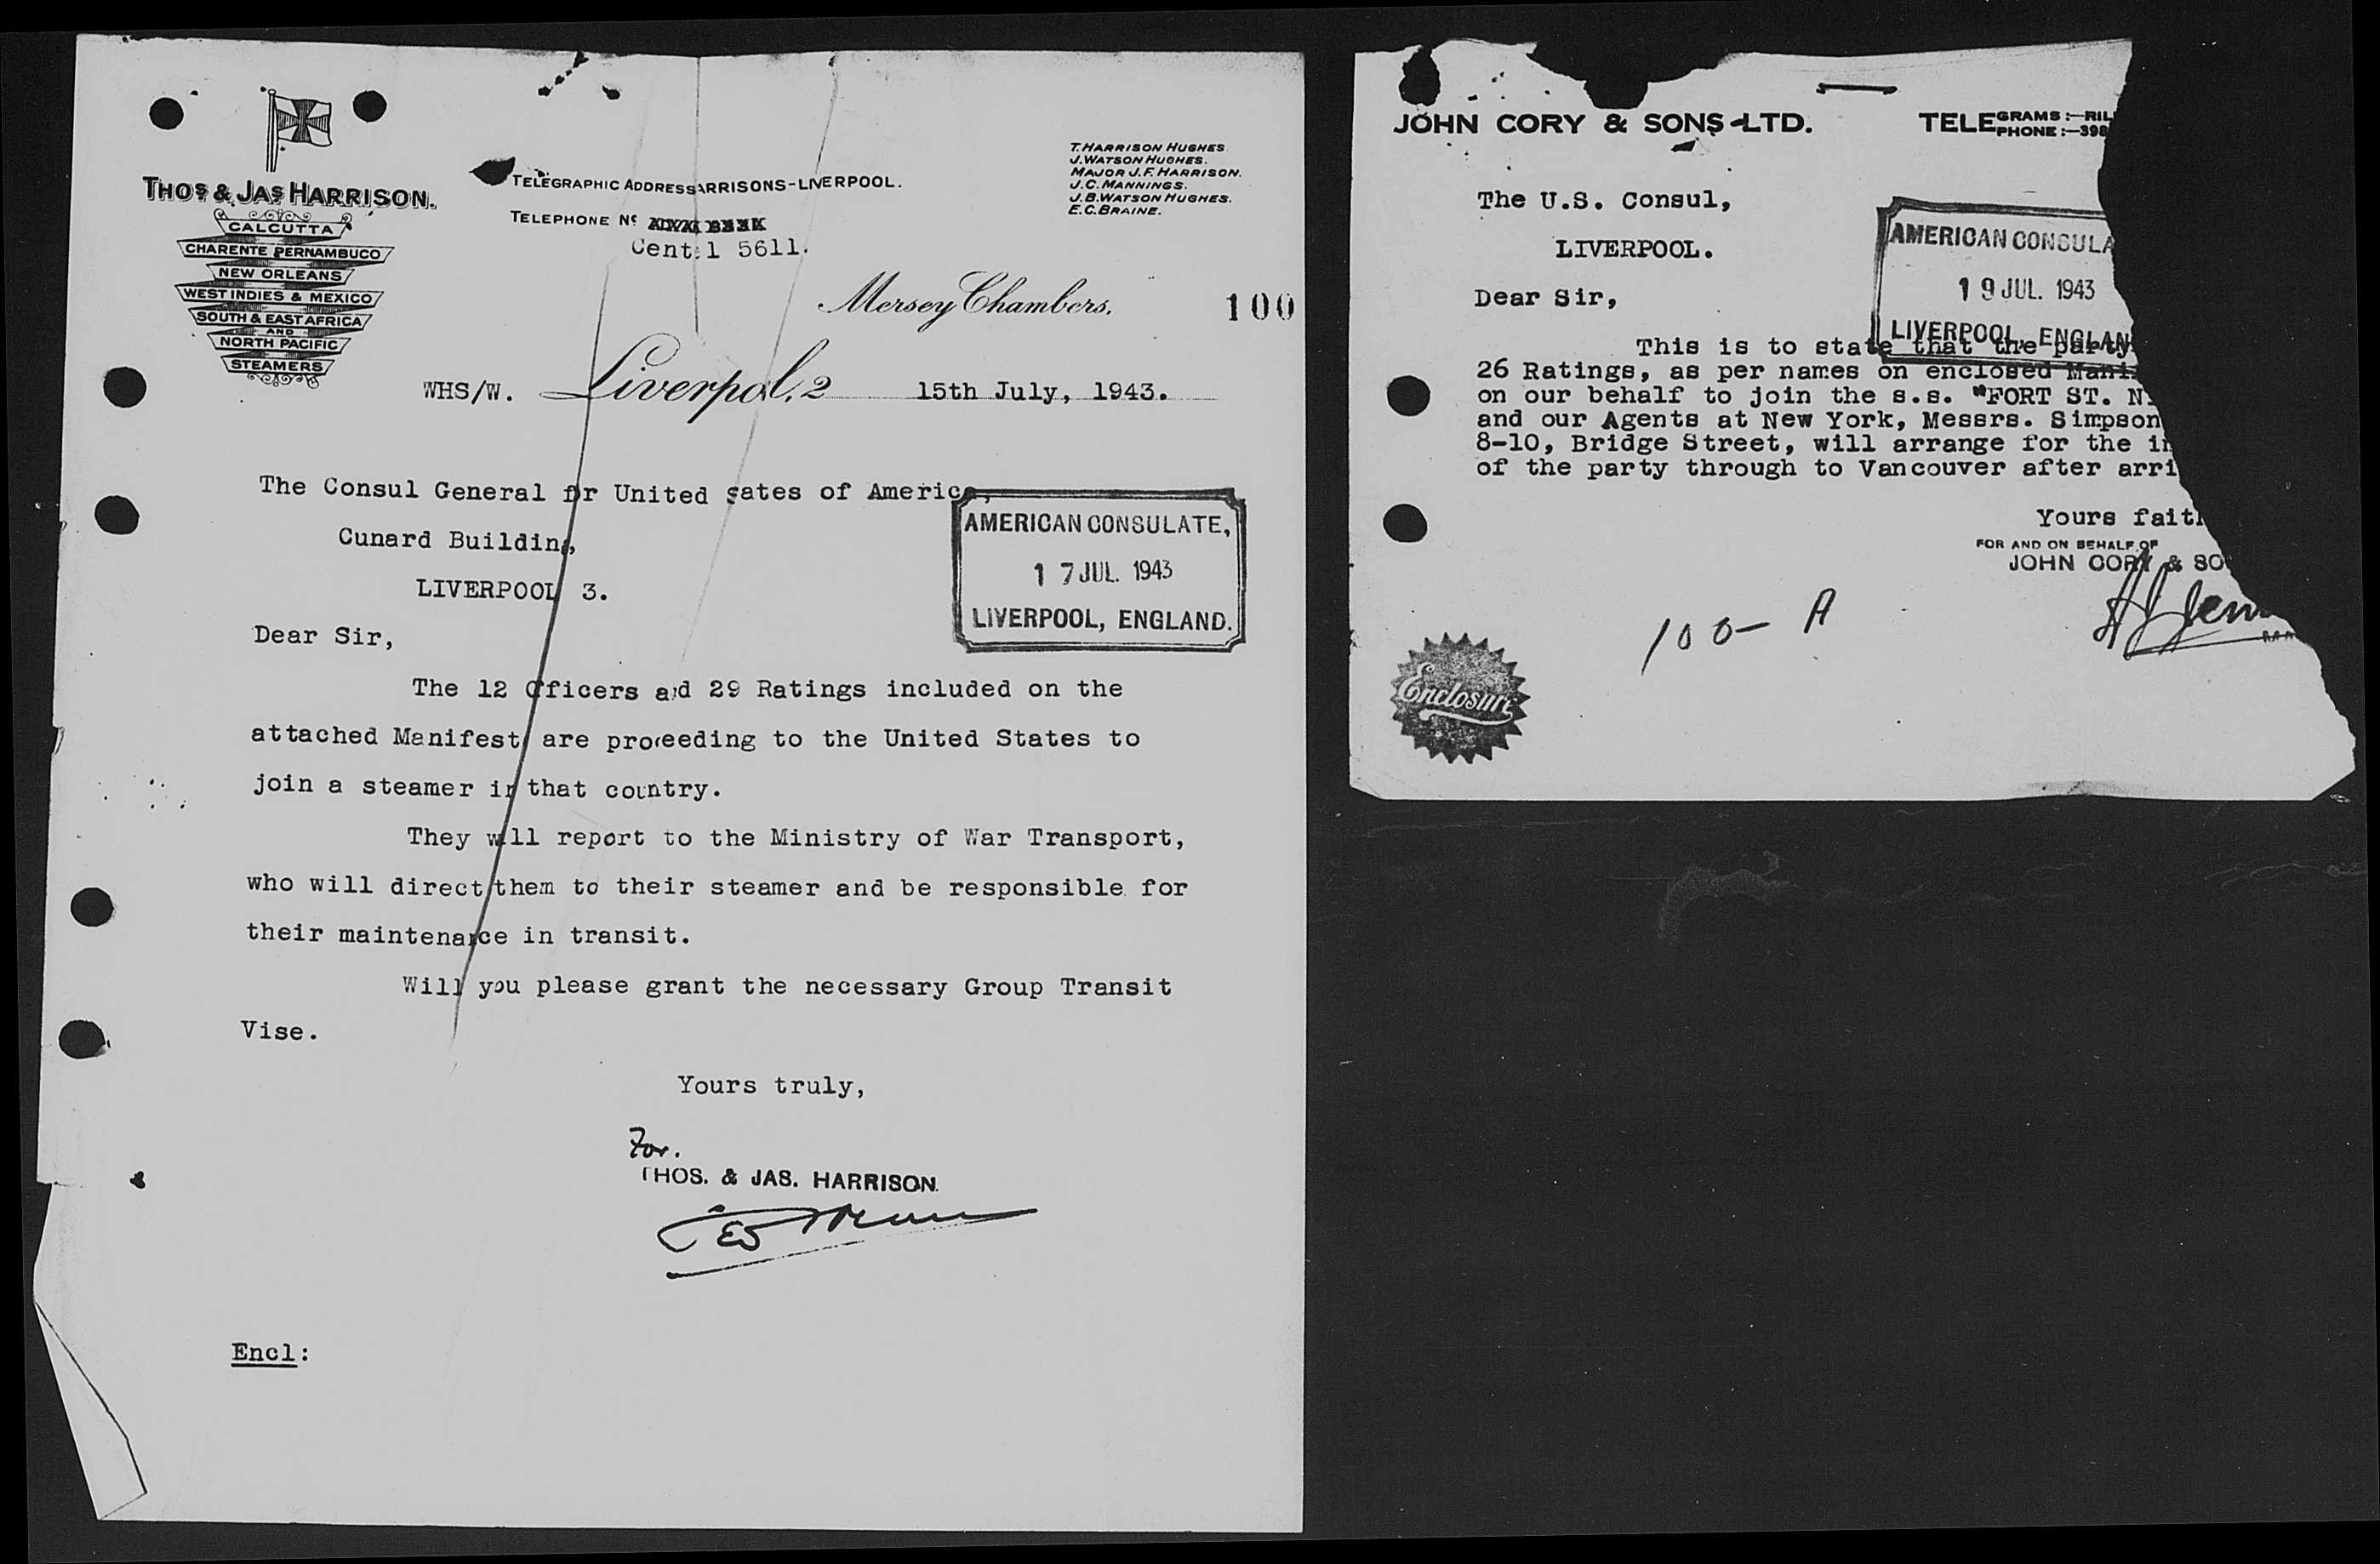 THOS & JAS HARRISON.
CALCUTTA
CHARENTE PERNAMBUCO
NEW ORLEANS
WEST INDIES & MEXICO
SOUTH & EAST AFRICA
AND
NORTH PACIFIC
STEAMERS
TELEGRAPHIC ADDRESS ARRISONS-LIVERPOOL.
TELEPHONE No
Cent l 5611.
T. HARRISON HUGHES.
J. WATSON HUGHES.
MAJOR J. F. HARRISON.
J. C. MANNINGS.
J. B. WATSON HUGHES.
E. C. BRAINE.
Mersey Chambers,
100
WHS/W. Liverpool, 2 15th July, 1943.
The Consul General for United States of America,
Cunard Building,
LIVERPOOL 3.
AMERICAN CONSULATE,
17 JUL. 1943
LIVERPOOL, ENGLAND.
Dear Sir,
The 12 Officers and 29 Ratings included on the
attached Manifest are proceeding to the United States to
join a steamer in that country.
They will report to the Ministry of War Transport,
who will direct them to their steamer and be responsible for
their maintenance in transit.
Will you please grant the necessary Group Transit
Vise.
Yours truly,
For.
THOS. & JAS. HARRISON.
Encl:
JOHN CORY & SONS LTD.
TELEGRAMS:-RIL
PHONE:-398
The U.S. Consul,
LIVERPOOL.
AMERICAN CONSULA
19 JUL. 1943
LIVERPOOL, ENGLAN
Dear Sir,
This is to state that the party
26 Ratings, as per names on enclosed Mani
on our behalf to join the s.s. "FORT ST. N
and our Agents at New York, Messrs. Simpson
8-10, Bridge Street, will arrange for the i
of the party through to Vancouver after arri
Yours fait
FOR AND ON BEHALF OF
JOHN CORY & SO
100- A
Enclosure